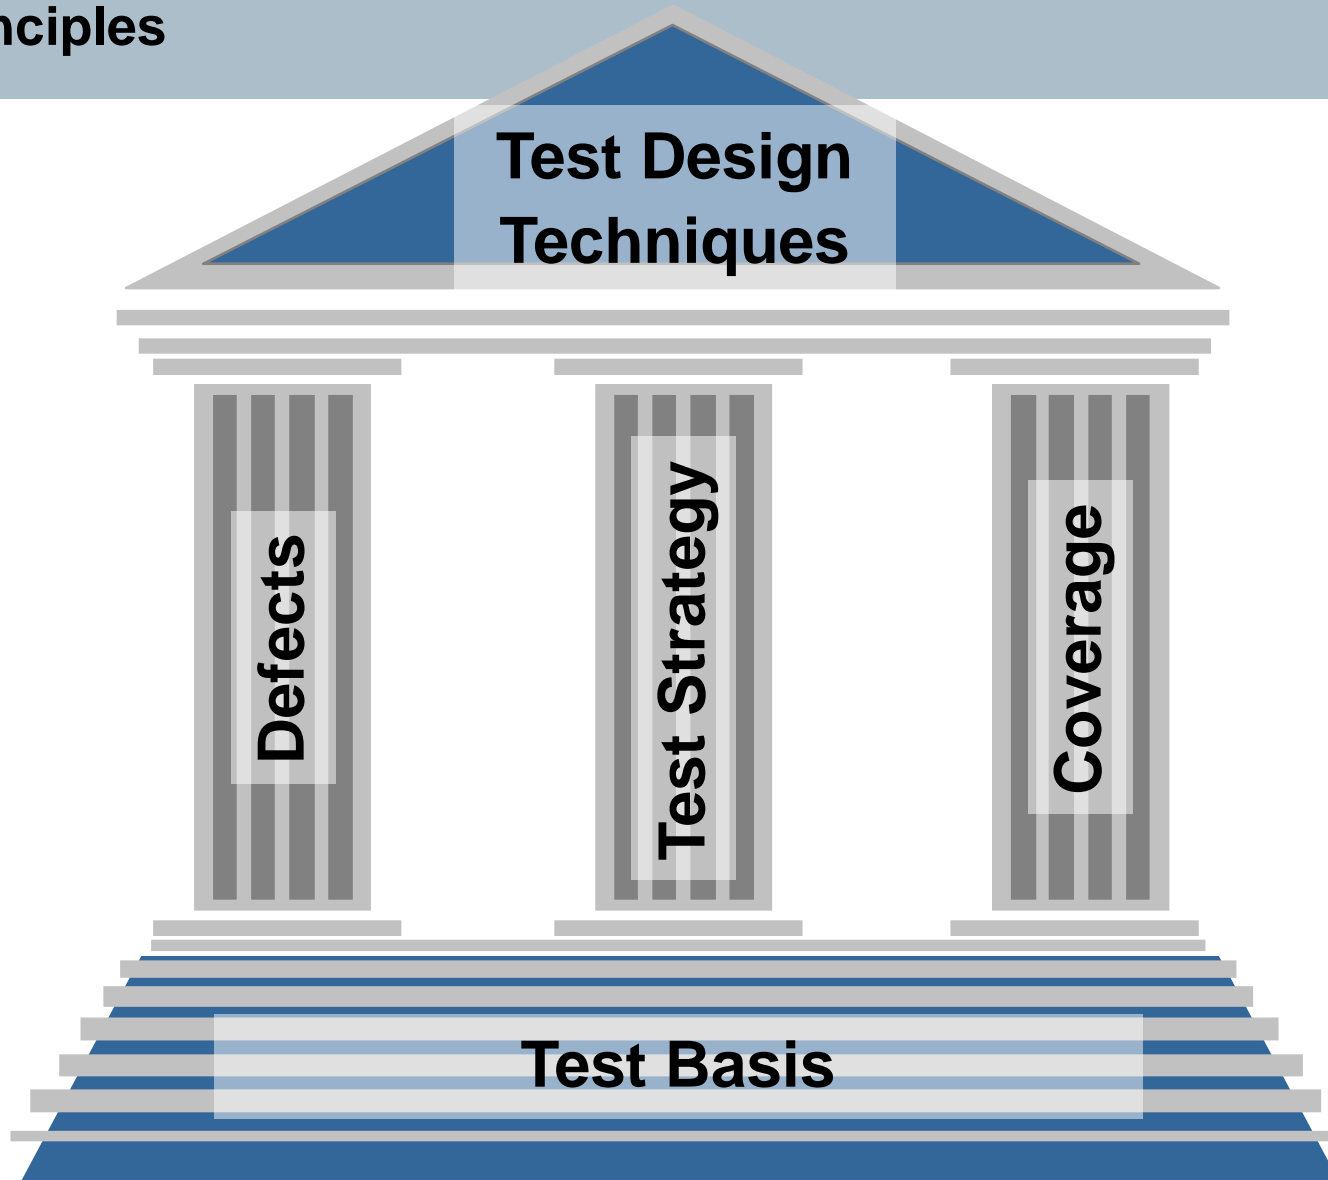 nciples
Test Design
Techniques
Defects
Test Strategy
Coverage
Test Basis